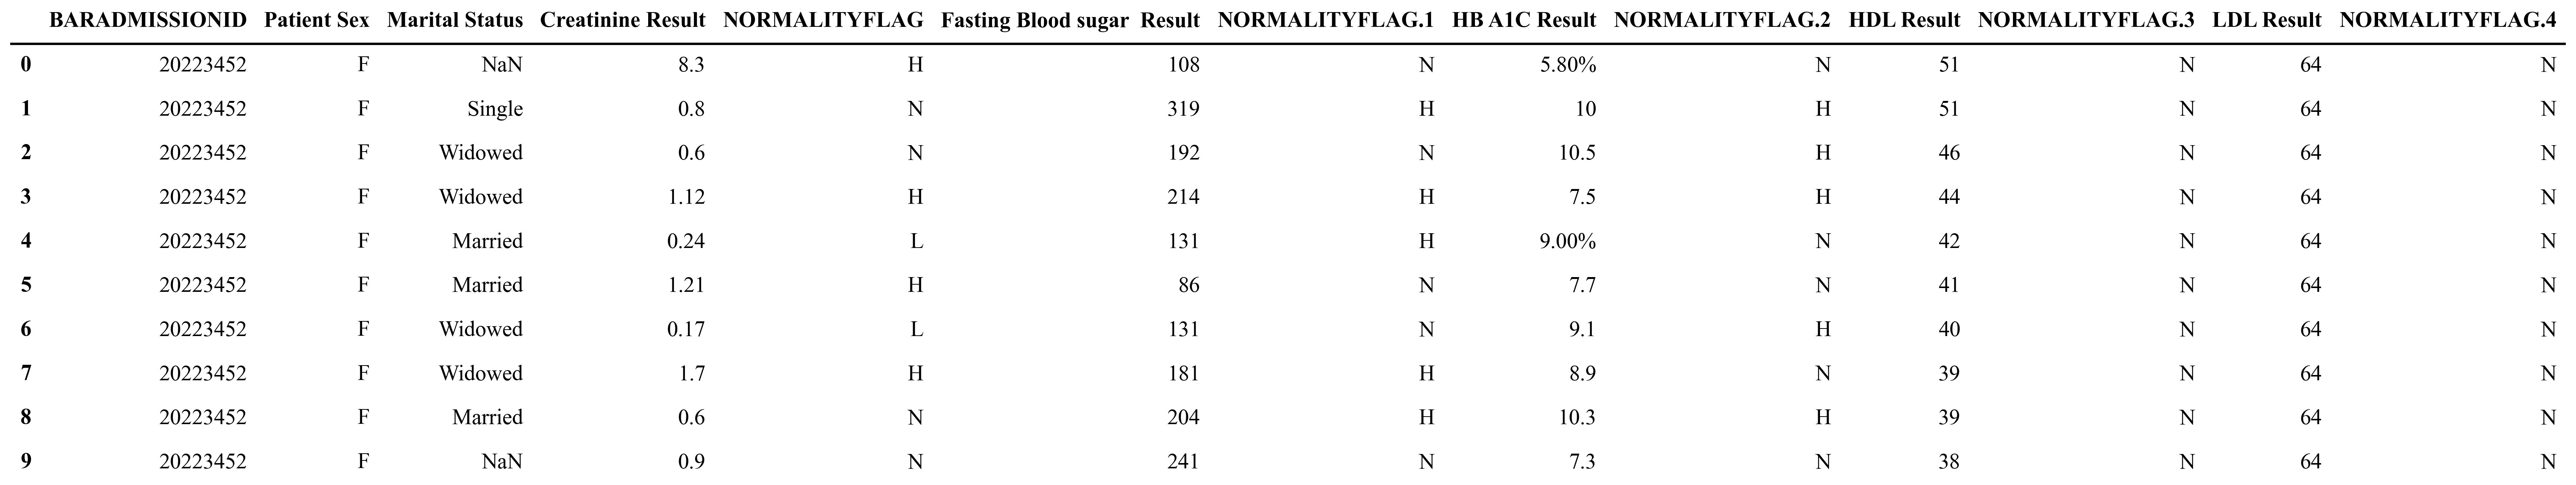 BARADMISSIONID Patient Sex Marital Status Creatinine Result NORMALITYFLAG Fasting Blood sugar Result NORMALITYFLAG.1 HB A1C Result NORMALITYFLAG.2 HDL Result NORMALITYFLAG.3 LDL Result NORMALITYFLAG.4
0 20223452 F NaN 8.3 H 108 N 5.80% N 51 N 64 N
1 20223452 F Single 0.8 N 319 H 10 H 51 N 64 N
2 20223452 F Widowed 0.6 N 192 N 10.5 H 46 N 64 N
3 20223452 F Widowed 1.12 H 214 H 7.5 H 44 N 64 N
4 20223452 F Married 0.24 L 131 H 9.00% N 42 N 64 N
5 20223452 F Married 1.21 H 86 N 7.7 N 41 N 64 N
6 20223452 F Widowed 0.17 L 131 N 9.1 H 40 N 64 N
7 20223452 F Widowed 1.7 H 181 H 8.9 N 39 N 64 N
8 20223452 F Married 0.6 N 204 H 10.3 H 39 N 64 N
9 20223452 F NaN 0.9 N 241 N 7.3 N 38 N 64 N